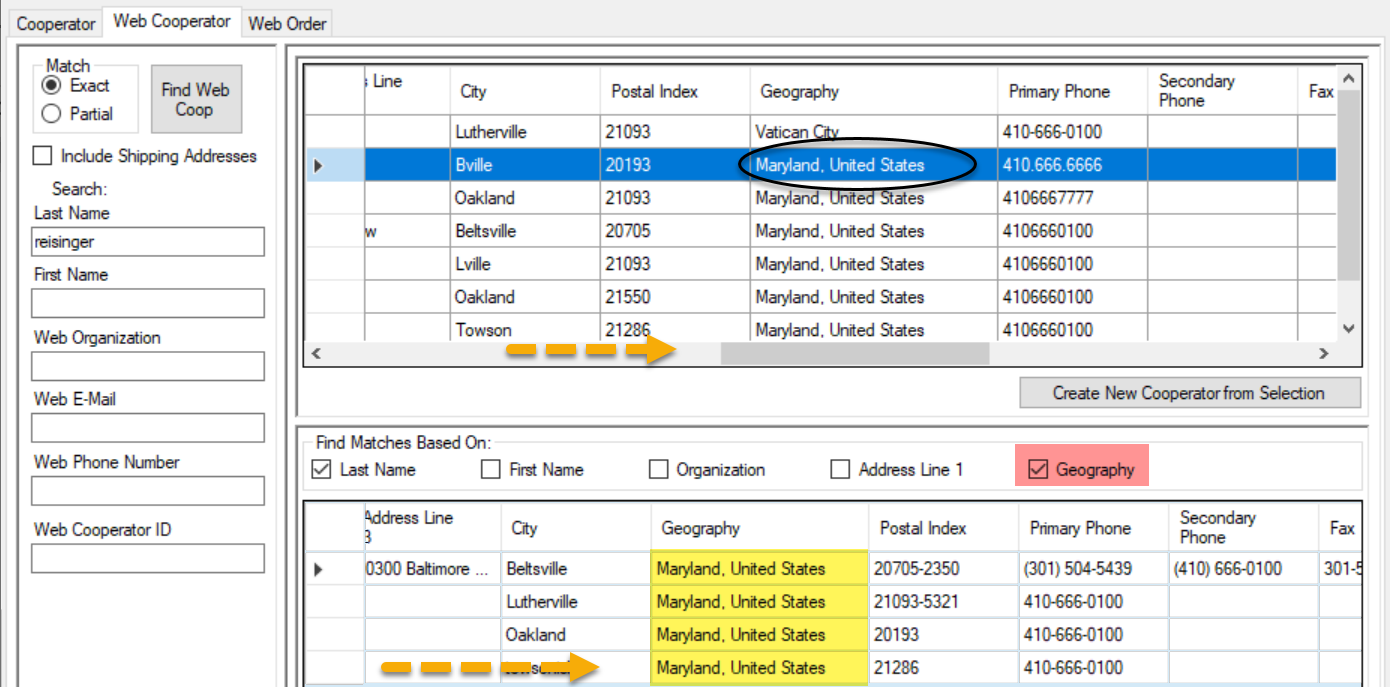 Cooperator Web Cooperator Web Order
Match
Exact
Partial
Find Web
Coop
Include Shipping Addresses
Search:
Last Name
reisinger
First Name
Web Organization
Web E-Mail
Web Phone Number
Web Cooperator ID
s Line City Postal Index Geography Primary Phone Secondary Phone Fax
Lutherville 21093 Vatican City 410-666-0100
Bville 20193 Maryland, United States 410.666.6666
Oakland 21093 Maryland, United States 4106667777
w Beltsville 20705 Maryland, United States 4106660100
Lville 21093 Maryland, United States 4106660100
Oakland 21550 Maryland, United States 4106660100
Towson 21286 Maryland, United States 4106660100
Create New Cooperator from Selection
Find Matches Based On:
Last Name First Name Organization Address Line 1 Geography
Address Line 3 City Geography Postal Index Primary Phone Secondary Phone Fax
0300 Baltimore ... Beltsville Maryland, United States 20705-2350 (301) 504-5439 (410) 666-0100 301-5
Lutherville Maryland, United States 21093-5321 410-666-0100
Oakland Maryland, United States 20193 410-666-0100
Maryland, United States 21286 410-666-0100